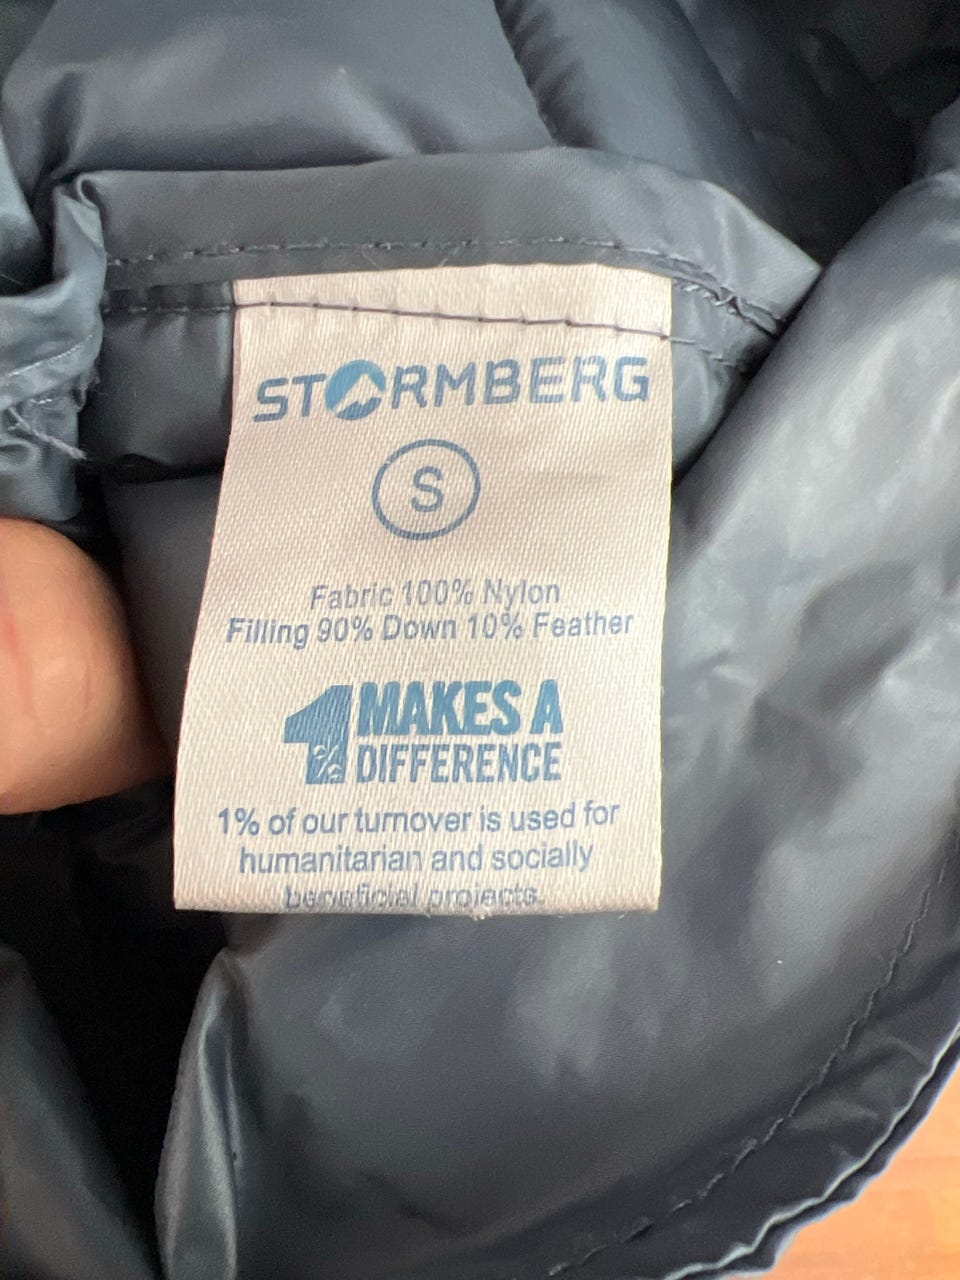 STORMBERG
S
Fabric 100% Nylon
Filling 90% Down 10% Feather
1% MAKES A
DIFFERENCE
1% of our turnover is used for
humanitarian and socially
beneficial projects.